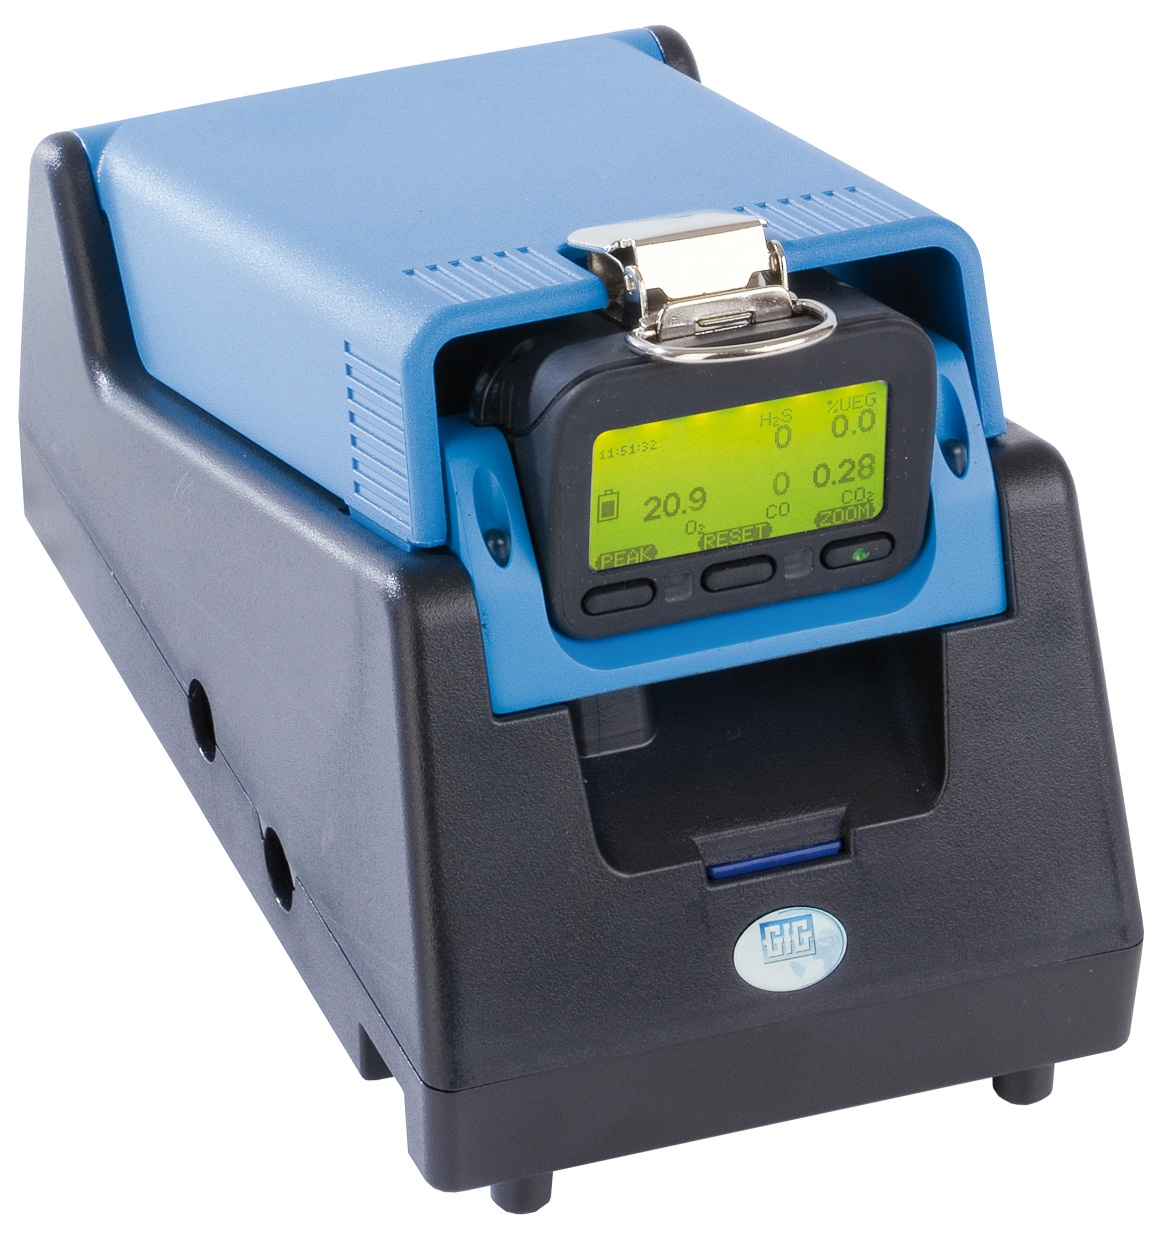 H₂S %UEG
11:51:32 0 0.0
20.9 0 0.28
O₂ CO CO₂
PEAK RESET ZOOM
GfG